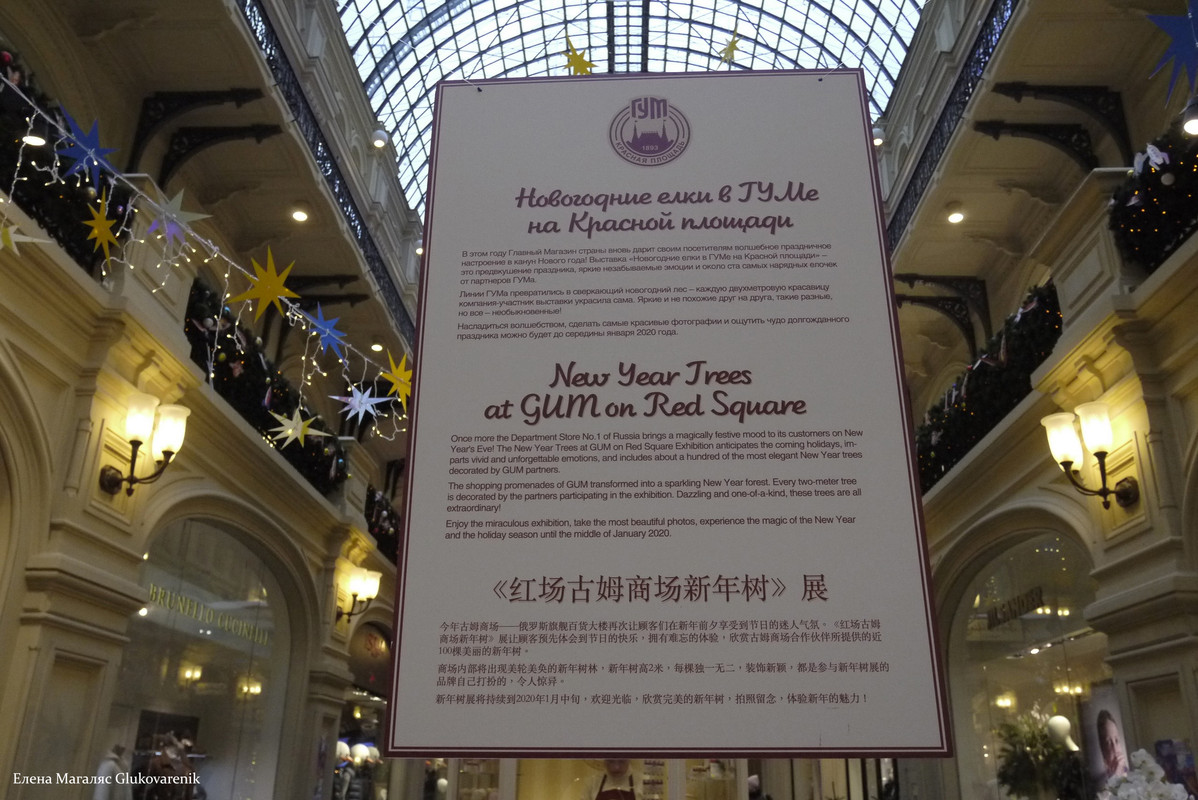 ГУМ
1893
КРАСНАЯ ПЛОЩАДЬ
Новогодние елки в ГУМе
на Красной площади
В этом году Главный Магазин страны вновь дарит своим посетителям волшебное праздничное
настроение в канун Нового года! Выставка «Новогодние елки в ГУМе на Красной площади» –
это предвкушение праздника, яркие незабываемые эмоции и около ста самых нарядных елочек
от партнеров ГУМа.
Линии ГУМа превратились в сверкающий новогодний лес – каждую двухметровую красавицу
компания-участник выставки украсила сама. Яркие и не похожие друг на друга, такие разные,
но все – необыкновенные!
Насладиться волшебством, сделать самые красивые фотографии и ощутить чудо долгожданного
праздника можно будет до середины января 2020 года.
New Year Trees
at GUM on Red Square
Once more the Department Store No.1 of Russia brings a magically festive mood to its customers on New
Year's Eve! The New Year Trees at GUM on Red Square Exhibition anticipates the coming holidays, im-
parts vivid and unforgettable emotions, and includes about a hundred of the most elegant New Year trees
decorated by GUM partners.
The shopping promenades of GUM transformed into a sparkling New Year forest. Every two-meter tree
is decorated by the partners participating in the exhibition. Dazzling and one-of-a-kind, these trees are all
extraordinary!
Enjoy the miraculous exhibition, take the most beautiful photos, experience the magic of the New Year
and the holiday season until the middle of January 2020.
《红场古姆商场新年树》展
今年古姆商场——俄罗斯旗舰百货大楼再次让顾客们在新年前夕享受到节日的迷人气氛。《红场古姆
商场新年树》展让顾客预先体会到节日的快乐，拥有难忘的体验，欣赏古姆商场合作伙伴所提供的近
100棵美丽的新年树。
商场内部将出现美轮美奂的新年树林，新年树高2米，每棵独一无二，装饰新颖，都是参与新年树展的
品牌自己打扮的，令人惊异。
新年树展将持续到2020年1月中旬，欢迎光临，欣赏完美的新年树，拍照留念，体验新年的魅力！
BRUNELLO CUCINELLI
JIL SANDER
Елена Магаляс Glukovarenik